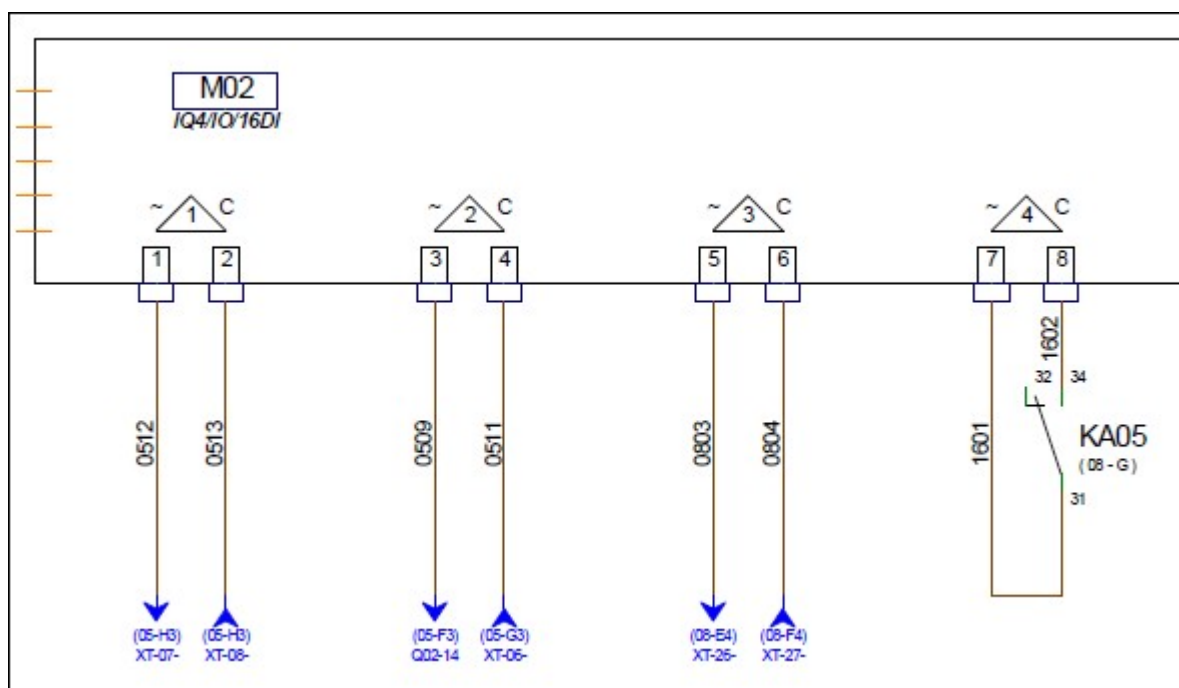 M02
IQ4/IO/16DI
~ 1 C ~ 2 C ~ 3 C ~ 4 C
1 2 3 4 5 6 7 8
0512 0513 0509 0511 0803 0804 1601 1602
32 34
KA05
(08-G)
31
(05-H3) (05-H3) (05-F3) (05-G3) (08-E4) (08-F4)
XT-07- XT-08- Q02-14 XT-06- XT-26- XT-27-